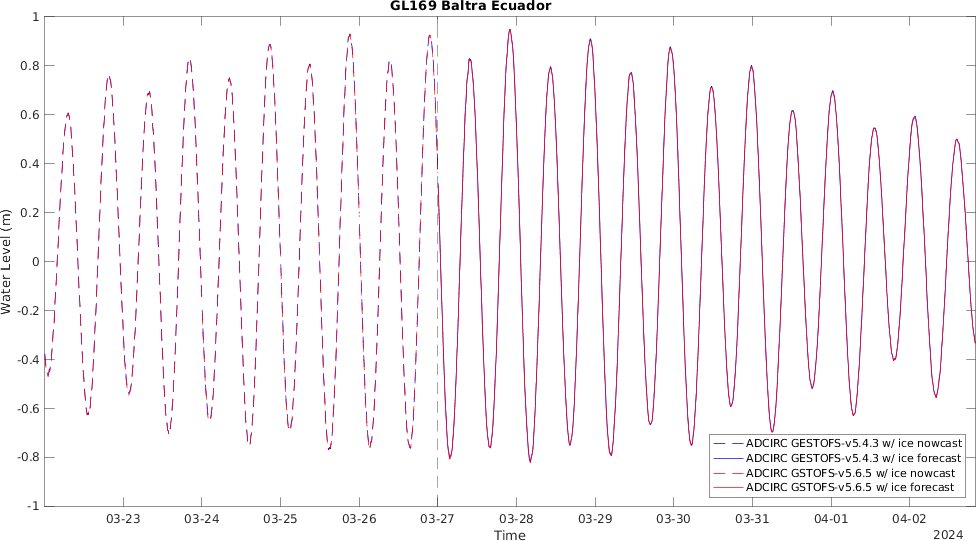 GL169 Baltra Ecuador
1
0.8
0.6
0.4
0.2
0
-0.2
-0.4
-0.6
-0.8
-1
Water Level (m)
ADCIRC GESTOFS-v5.4.3 w/ ice nowcast
ADCIRC GESTOFS-v5.4.3 w/ ice forecast
ADCIRC GSTOFS-v5.6.5 w/ ice nowcast
ADCIRC GSTOFS-v5.6.5 w/ ice forecast
03-23 03-24 03-25 03-26 03-27 03-28 03-29 03-30 03-31 04-01 04-02
Time
2024